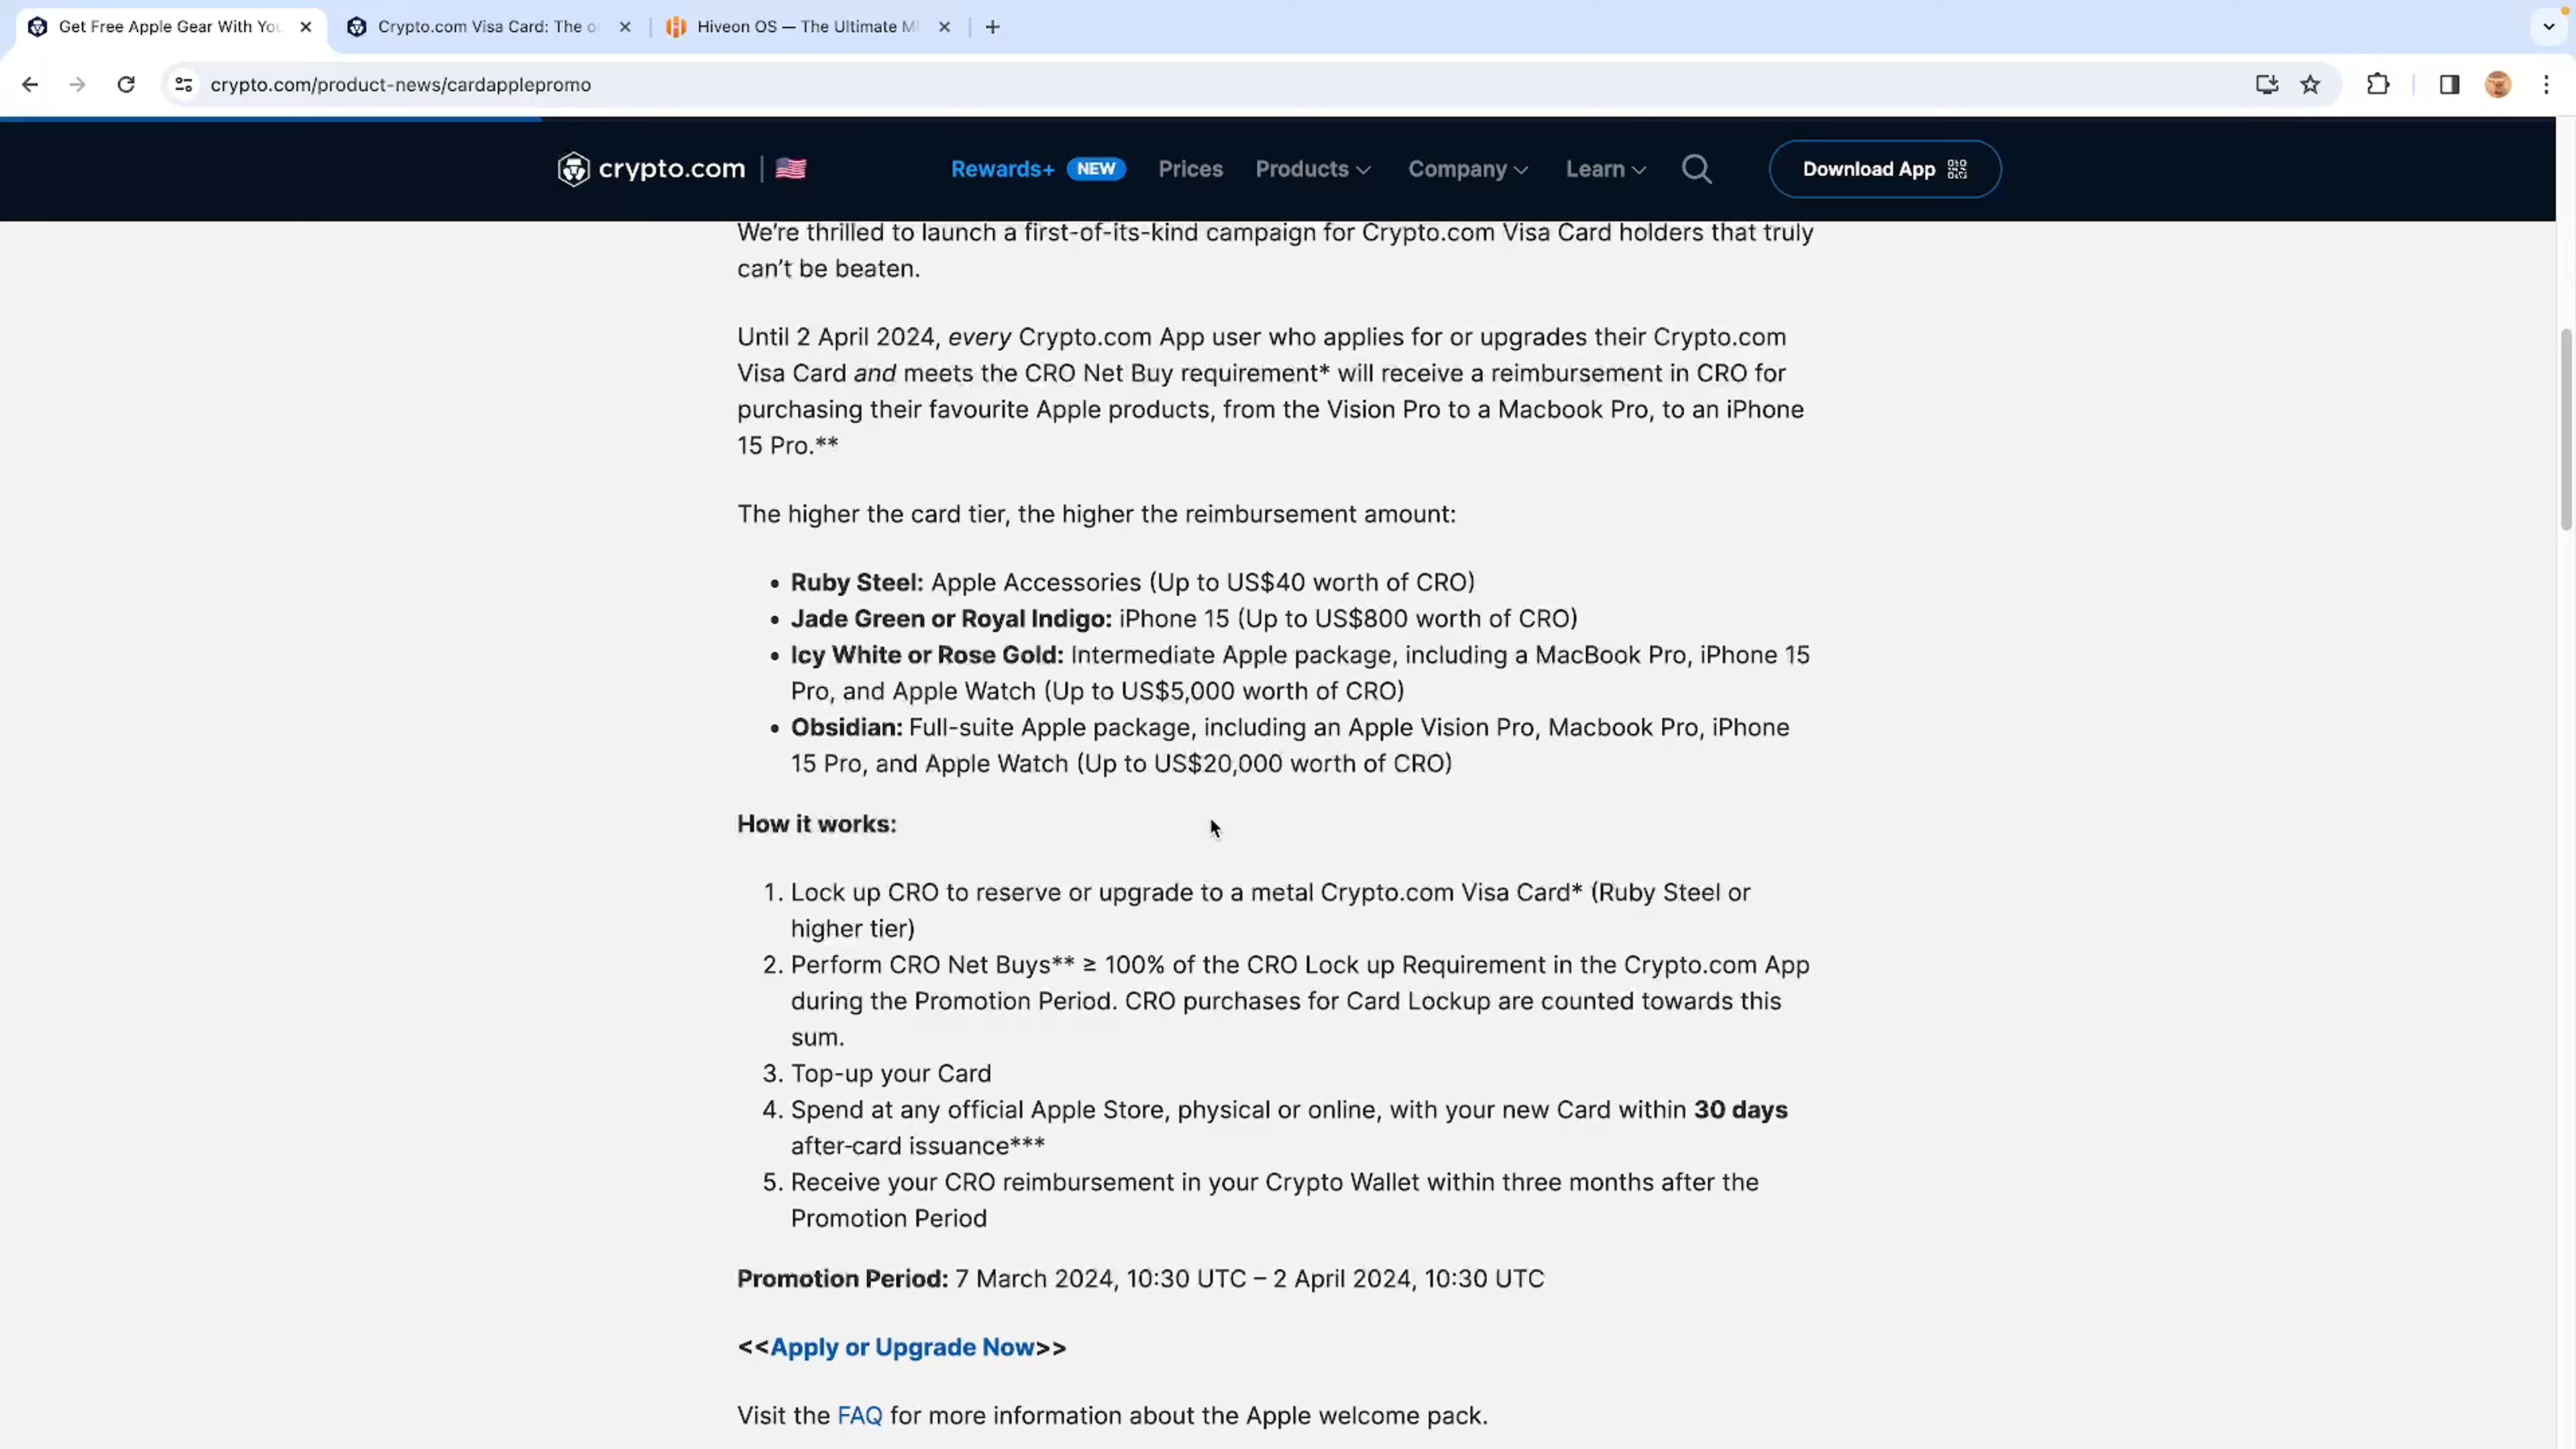 Get Free Apple Gear With You
Crypto.com Visa Card: The o
Hiveon OS — The Ultimate M
crypto.com/product-news/cardapplepromo
crypto.com
Rewards+ NEW Prices Products Company Learn
Download App
We're thrilled to launch a first-of-its-kind campaign for Crypto.com Visa Card holders that truly
can't be beaten.
Until 2 April 2024, every Crypto.com App user who applies for or upgrades their Crypto.com
Visa Card and meets the CRO Net Buy requirement* will receive a reimbursement in CRO for
purchasing their favourite Apple products, from the Vision Pro to a Macbook Pro, to an iPhone
15 Pro.**
The higher the card tier, the higher the reimbursement amount:
• Ruby Steel: Apple Accessories (Up to US$40 worth of CRO)
• Jade Green or Royal Indigo: iPhone 15 (Up to US$800 worth of CRO)
• Icy White or Rose Gold: Intermediate Apple package, including a MacBook Pro, iPhone 15
Pro, and Apple Watch (Up to US$5,000 worth of CRO)
• Obsidian: Full-suite Apple package, including an Apple Vision Pro, Macbook Pro, iPhone
15 Pro, and Apple Watch (Up to US$20,000 worth of CRO)
How it works:
1. Lock up CRO to reserve or upgrade to a metal Crypto.com Visa Card* (Ruby Steel or
higher tier)
2. Perform CRO Net Buys** ≥ 100% of the CRO Lock up Requirement in the Crypto.com App
during the Promotion Period. CRO purchases for Card Lockup are counted towards this
sum.
3. Top-up your Card
4. Spend at any official Apple Store, physical or online, with your new Card within 30 days
after-card issuance***
5. Receive your CRO reimbursement in your Crypto Wallet within three months after the
Promotion Period
Promotion Period: 7 March 2024, 10:30 UTC – 2 April 2024, 10:30 UTC
<<Apply or Upgrade Now>>
Visit the FAQ for more information about the Apple welcome pack.